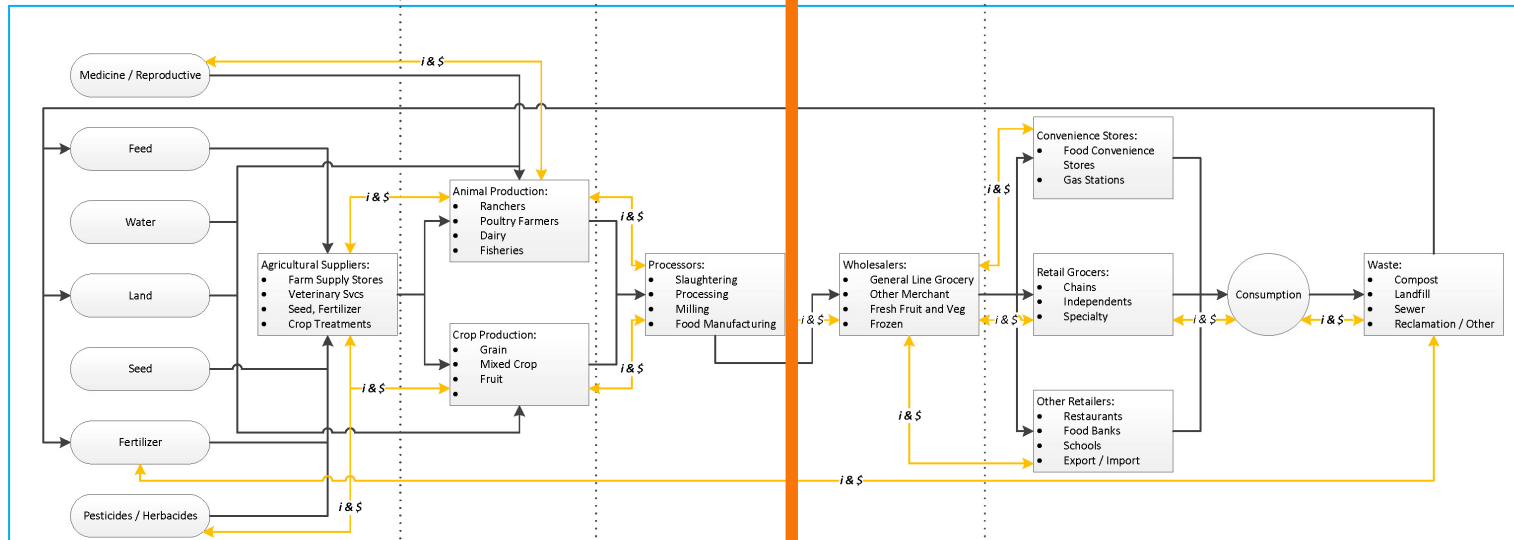 Medicine / Reproductive
i & $
Feed
Water
Land
Seed
Fertilizer
Pesticides / Herbacides
Agricultural Suppliers:
• Farm Supply Stores
• Veterinary Svcs
• Seed, Fertilizer
• Crop Treatments
i & $
i & $
i & $
Animal Production:
• Ranchers
• Poultry Farmers
• Dairy
• Fisheries
Crop Production:
• Grain
• Mixed Crop
• Fruit
•
i & $
i & $
Processors:
• Slaughtering
• Processing
• Milling
• Food Manufacturing
i & $
Wholesalers:
• General Line Grocery
• Other Merchant
• Fresh Fruit and Veg
• Frozen
i & $
i & $
i & $
i & $
Convenience Stores:
• Food Convenience
Stores
• Gas Stations
Retail Grocers:
• Chains
• Independents
• Specialty
Other Retailers:
• Restaurants
• Food Banks
• Schools
• Export / Import
i & $
Consumption
i & $
Waste:
• Compost
• Landfill
• Sewer
• Reclamation / Other